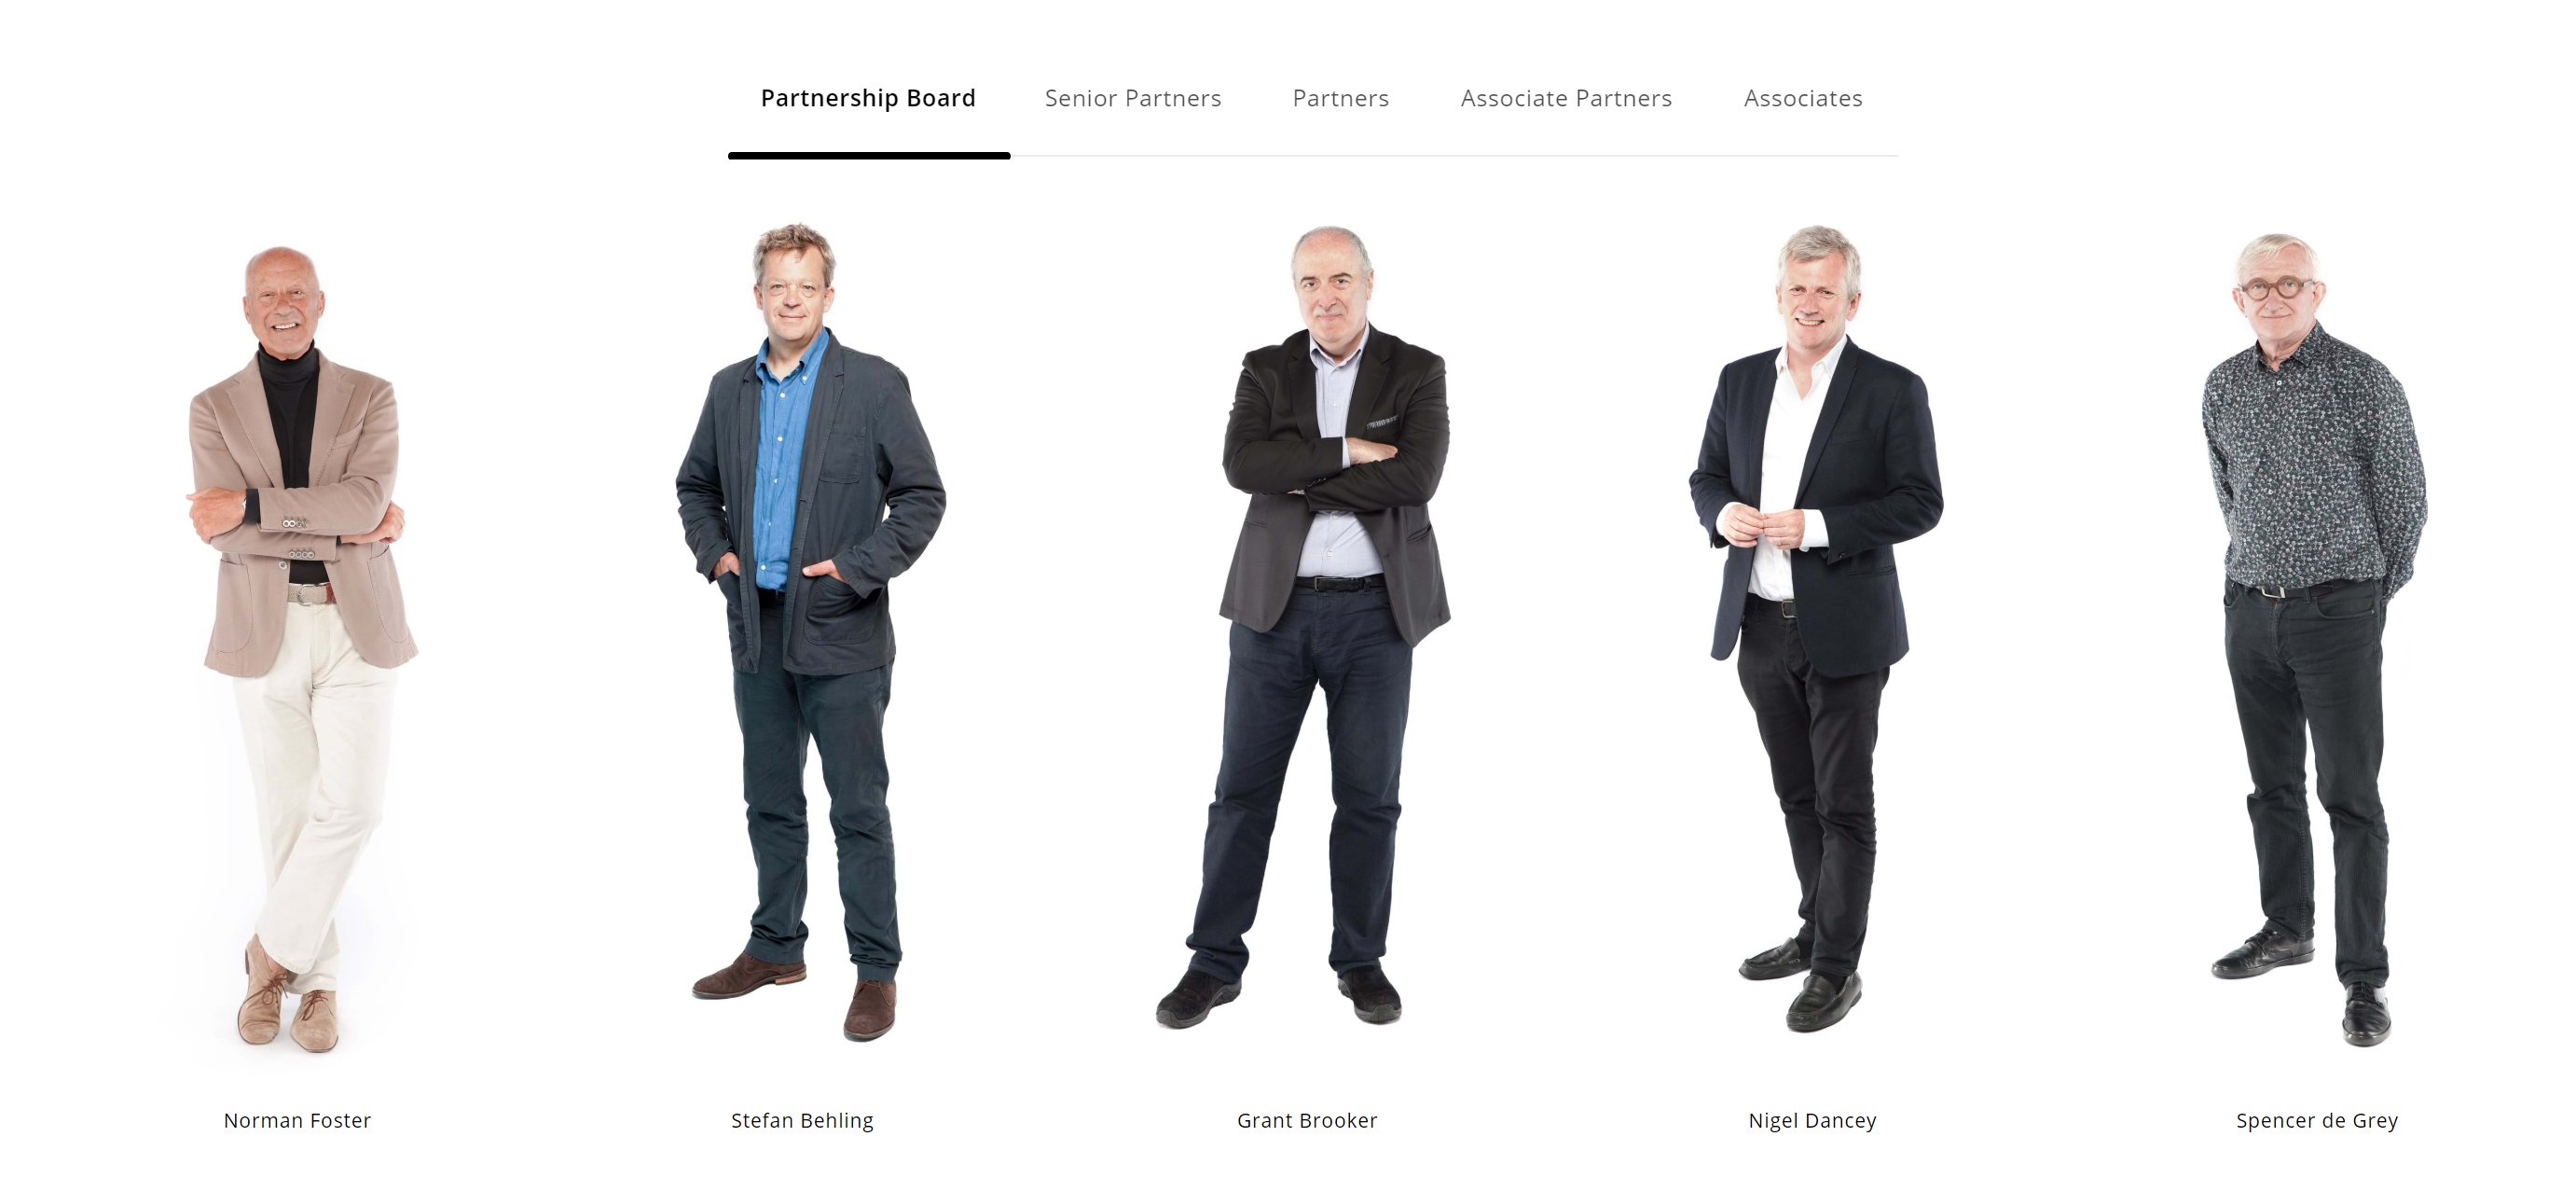 Partnership Board Senior Partners Partners Associate Partners Associates
Norman Foster Stefan Behling Grant Brooker Nigel Dancey Spencer de Grey